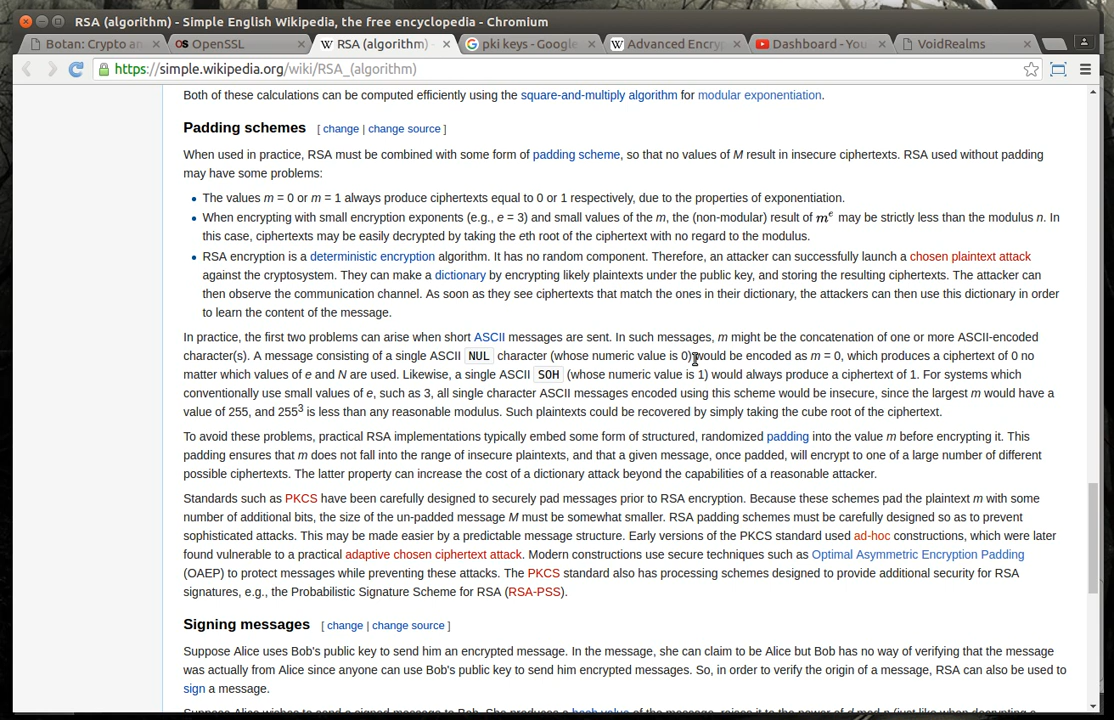 RSA (algorithm) - Simple English Wikipedia, the free encyclopedia - Chromium
Botan: Crypto an
OpenSSL
W RSA (algorithm) -
pki keys - Google
W Advanced Encry
Dashboard - You
VoidRealms
https://simple.wikipedia.org/wiki/RSA_(algorithm)
Both of these calculations can be computed efficiently using the square-and-multiply algorithm for modular exponentiation.
Padding schemes [ change | change source ]
When used in practice, RSA must be combined with some form of padding scheme, so that no values of M result in insecure ciphertexts. RSA used without padding
may have some problems:
• The values m = 0 or m = 1 always produce ciphertexts equal to 0 or 1 respectively, due to the properties of exponentiation.
• When encrypting with small encryption exponents (e.g., e = 3) and small values of the m, the (non-modular) result of mᵉ may be strictly less than the modulus n. In
this case, ciphertexts may be easily decrypted by taking the eth root of the ciphertext with no regard to the modulus.
• RSA encryption is a deterministic encryption algorithm. It has no random component. Therefore, an attacker can successfully launch a chosen plaintext attack
against the cryptosystem. They can make a dictionary by encrypting likely plaintexts under the public key, and storing the resulting ciphertexts. The attacker can
then observe the communication channel. As soon as they see ciphertexts that match the ones in their dictionary, the attackers can then use this dictionary in order
to learn the content of the message.
In practice, the first two problems can arise when short ASCII messages are sent. In such messages, m might be the concatenation of one or more ASCII-encoded
character(s). A message consisting of a single ASCII NUL character (whose numeric value is 0) would be encoded as m = 0, which produces a ciphertext of 0 no
matter which values of e and N are used. Likewise, a single ASCII SOH (whose numeric value is 1) would always produce a ciphertext of 1. For systems which
conventionally use small values of e, such as 3, all single character ASCII messages encoded using this scheme would be insecure, since the largest m would have a
value of 255, and 255³ is less than any reasonable modulus. Such plaintexts could be recovered by simply taking the cube root of the ciphertext.
To avoid these problems, practical RSA implementations typically embed some form of structured, randomized padding into the value m before encrypting it. This
padding ensures that m does not fall into the range of insecure plaintexts, and that a given message, once padded, will encrypt to one of a large number of different
possible ciphertexts. The latter property can increase the cost of a dictionary attack beyond the capabilities of a reasonable attacker.
Standards such as PKCS have been carefully designed to securely pad messages prior to RSA encryption. Because these schemes pad the plaintext m with some
number of additional bits, the size of the un-padded message M must be somewhat smaller. RSA padding schemes must be carefully designed so as to prevent
sophisticated attacks. This may be made easier by a predictable message structure. Early versions of the PKCS standard used ad-hoc constructions, which were later
found vulnerable to a practical adaptive chosen ciphertext attack. Modern constructions use secure techniques such as Optimal Asymmetric Encryption Padding
(OAEP) to protect messages while preventing these attacks. The PKCS standard also has processing schemes designed to provide additional security for RSA
signatures, e.g., the Probabilistic Signature Scheme for RSA (RSA-PSS).
Signing messages [ change | change source ]
Suppose Alice uses Bob's public key to send him an encrypted message. In the message, she can claim to be Alice but Bob has no way of verifying that the message
was actually from Alice since anyone can use Bob's public key to send him encrypted messages. So, in order to verify the origin of a message, RSA can also be used to
sign a message.